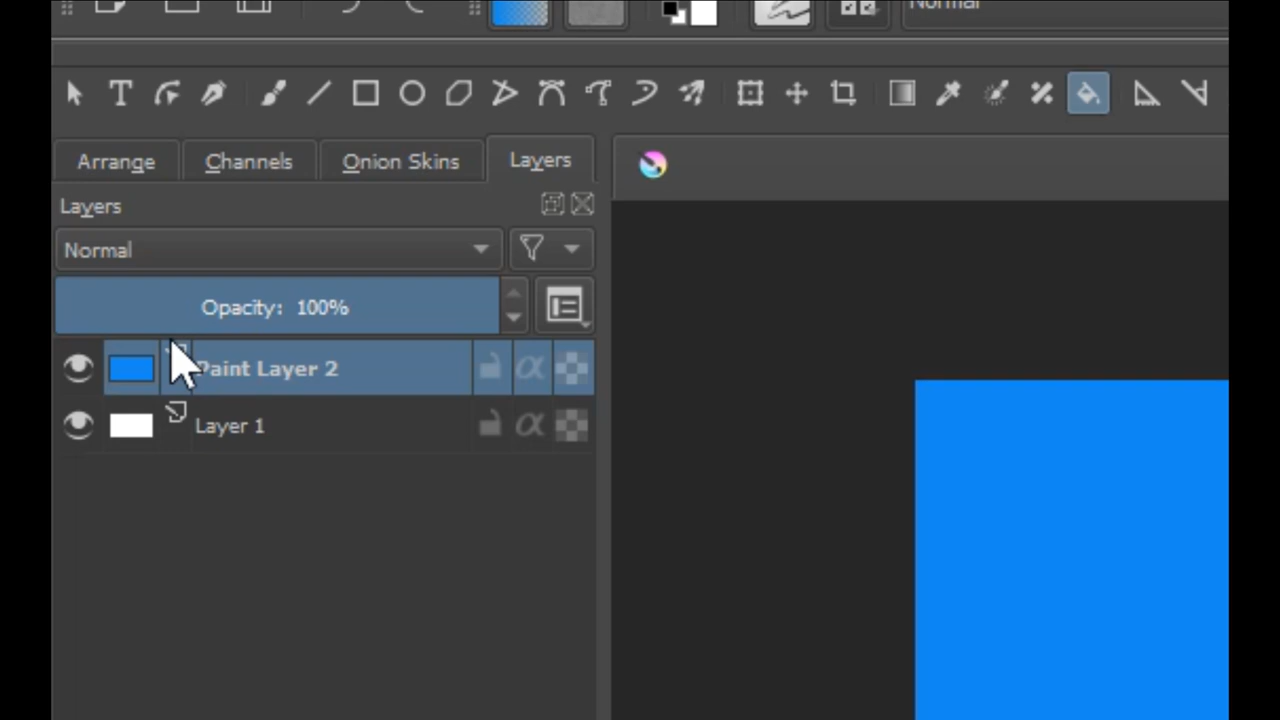 Normal
Arrange Channels Onion Skins Layers
Layers
Normal
Opacity: 100%
Paint Layer 2
Layer 1